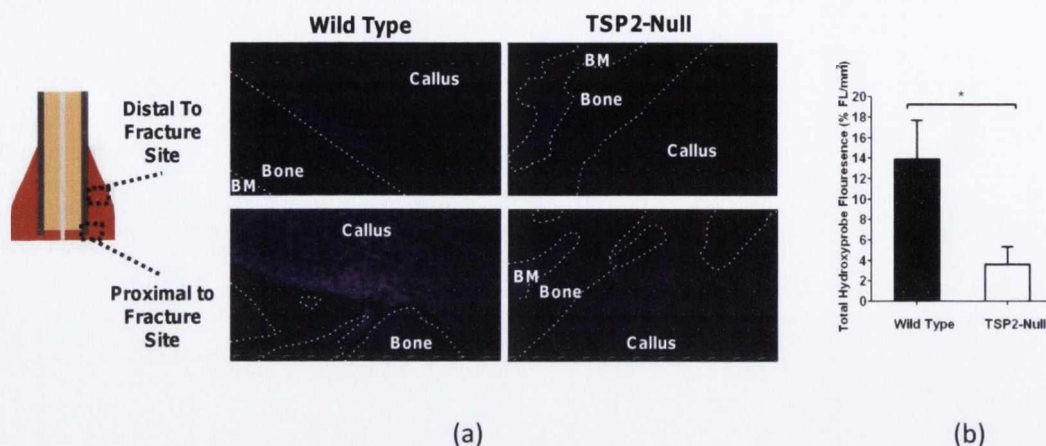 Wild Type
TSP2-Null
Distal To
Fracture
Site
Proximal to
Fracture
Site
Callus
Bone
BM
BM
Bone
Callus
Callus
Bone
BM
Bone
Callus
Total Hydroxyprobe Flouresence (% FL/mm²)
20
18
16
14
12
10
8
6
4
2
0
*
Wild Type
TSP2-Null
(a)
(b)